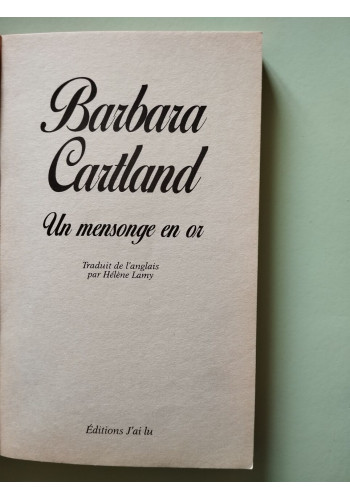 Barbara
Cartland
Un mensonge en or
Traduit de l'anglais
par Hélène Lamy
Éditions J'ai lu